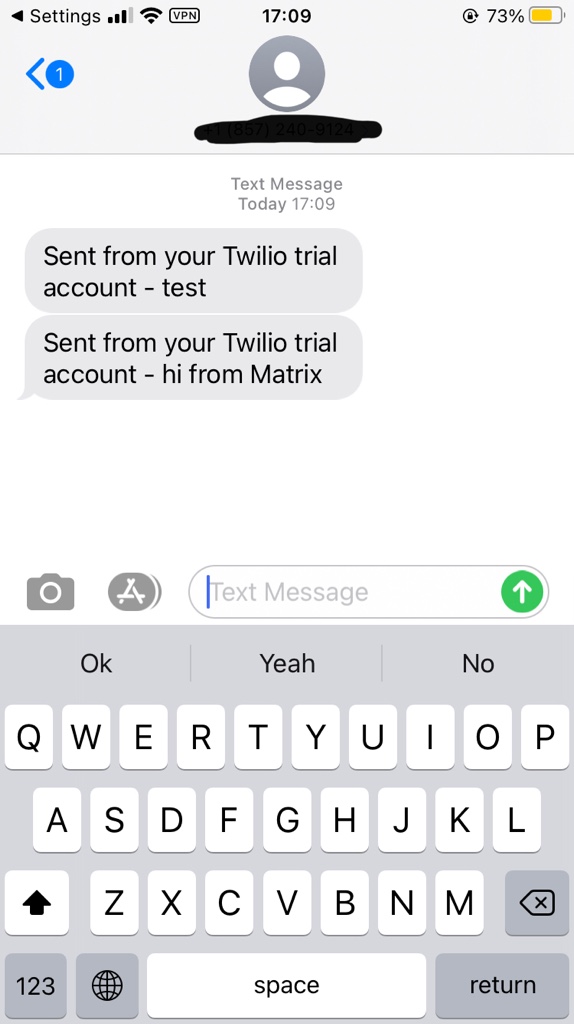 Settings VPN 17:09 73%
1
Text Message
Today 17:09
Sent from your Twilio trial
account - test
Sent from your Twilio trial
account - hi from Matrix
Text Message
Ok Yeah No
Q W E R T Y U I O P
A S D F G H J K L
Z X C V B N M
123 space return